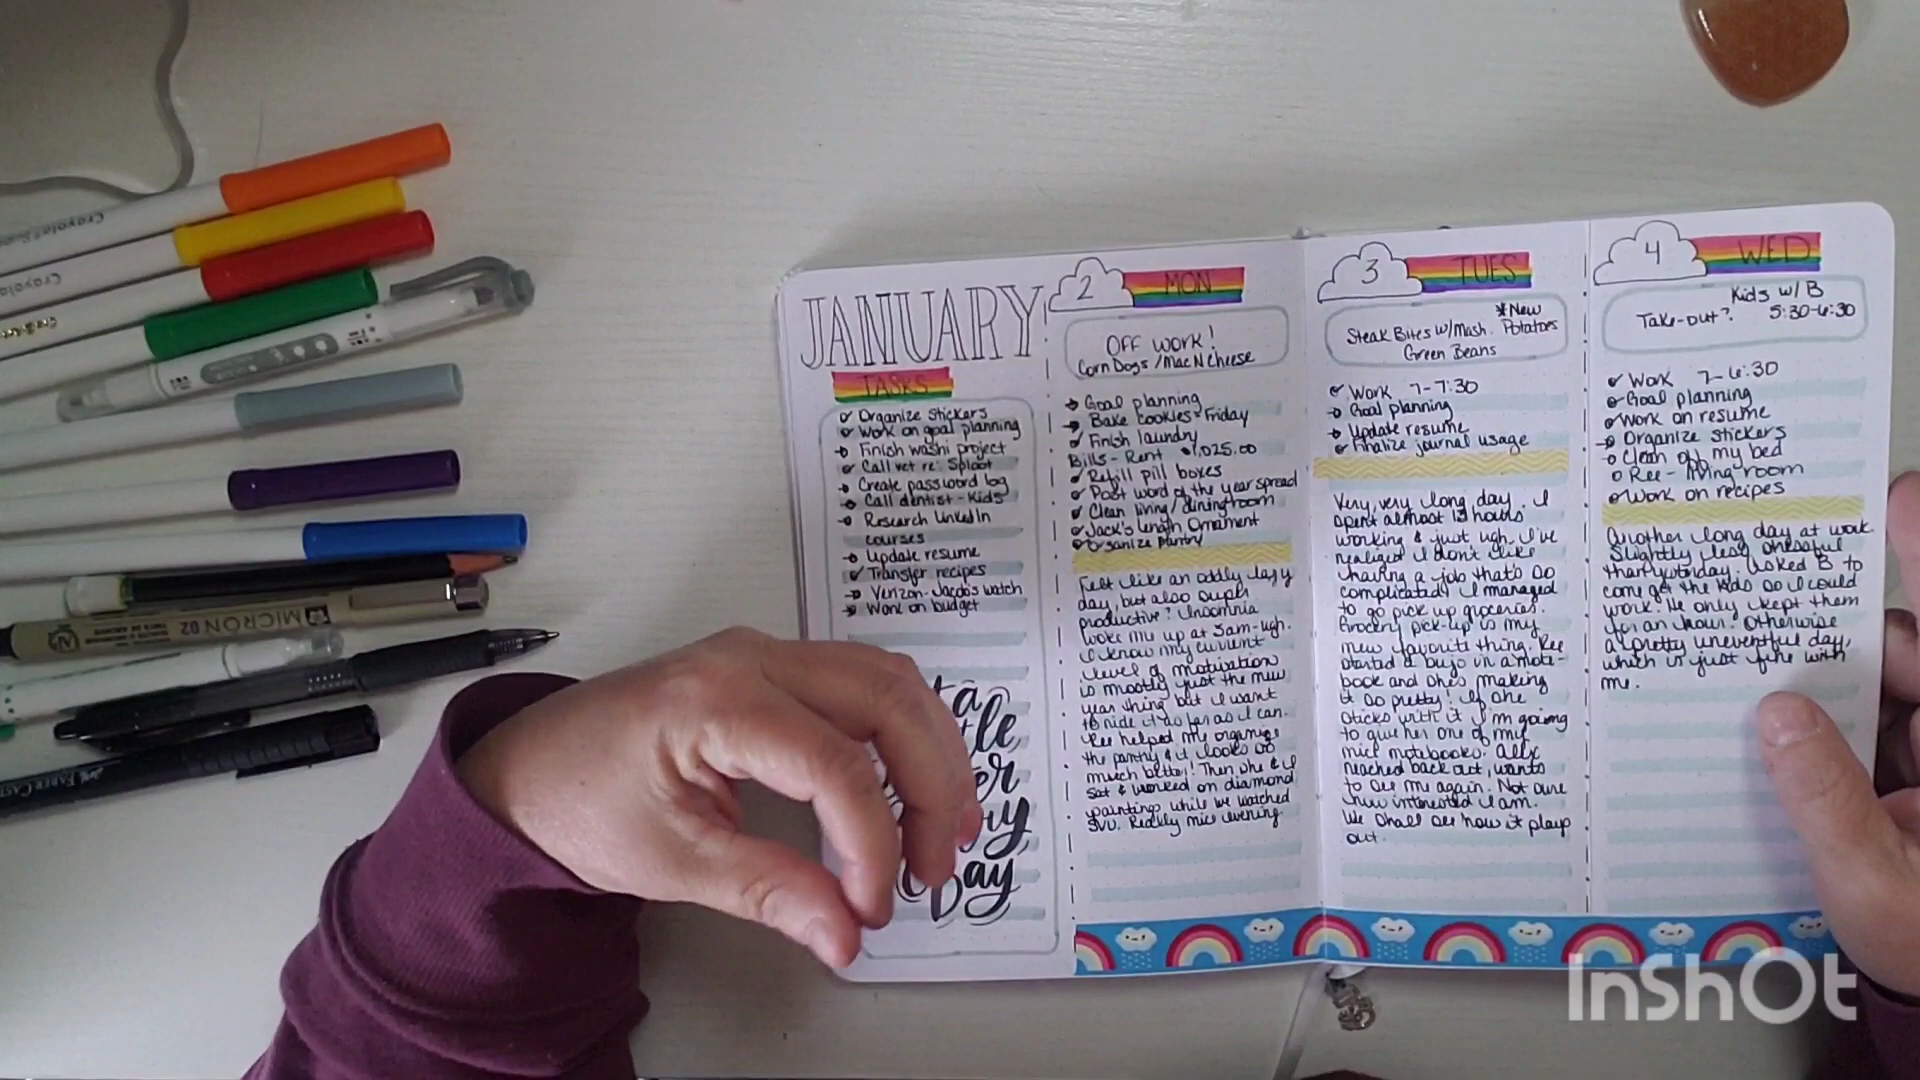 JANUARY
TASKS
Organize stickers
Work on goal planning
Finish washi project
Call vet re: Sploot
Create password log
Call dentist - Kids
Research LinkedIn
courses
Update resume
Transfer recipes
Verizon - Jacob's watch
Work on budget
Day
2 MON
OFF WORK!
Corn Dogs / Mac N Cheese
Goal planning
Bake cookies - Friday
Finish laundry
Bills - Rent $1,025.00
Refill pill boxes
Post word of the year spread
Clean living / dining room
Jack's length Ornament
Organize pantry
Felt like an oddly lazy
day, but also super
productive? Insomnia
woke me up at 3am-ugh.
I know my current
level of motivation
is mostly just the new
year thing but I want
to ride it as far as I can.
Ree helped me organize
the pantry & it looks so
much better! Then she & I
sat & worked on diamond
paintings while we watched
SVU. Really nice evening.
3 TUES
*New
Steak Bites w/ Mash. Potatoes
Green Beans
Work 7-7:30
Goal planning
Update resume
Finalize journal usage
Very, very long day. I
spent almost 13 hours
working & just ugh. I've
realized I don't like
having a job that's so
complicated. I managed
to go pick up groceries.
Grocery pick-up is my
new favorite thing. Ree
started a bujo in a note-
book and she's making
it so pretty! If she
sticks with it I'm going
to give her one of my
nice notebooks. Allx
reached back out, wants
to see me again. Not sure
how interested I am.
We shall see how it plays
out.
4 WED
Kids w/ B
Take-out? 5:30-6:30
Work 7-6:30
Goal planning
Work on resume
Organize stickers
Clean off my bed
Ree - living room
Work on recipes
Another long day at work.
Slightly less stressful
than yesterday. Asked B to
come get the kids so I could
work. He only kept them
for an hour. Otherwise
a pretty uneventful day,
which is just fine with
me.
Crayola
Crayola
MICRON 02
FABER CASTELL
InShOt